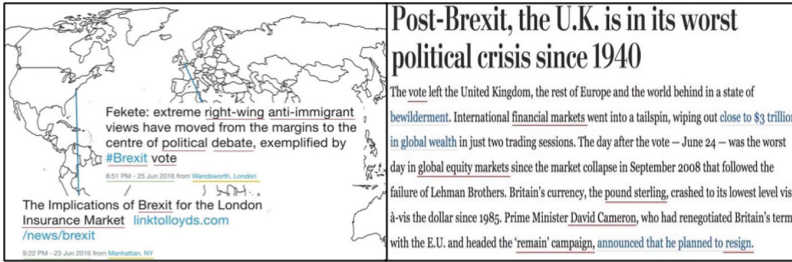 Fekete: extreme right-wing anti-immigrant
views have moved from the margins to the
centre of political debate, exemplified by
#Brexit vote
8:51 PM - 25 Jun 2016 from Wandsworth, London
The Implications of Brexit for the London
Insurance Market linktolloyds.com
/news/brexit
9:22 PM - 23 Jun 2016 from Manhattan, NY
Post-Brexit, the U.K. is in its worst
political crisis since 1940
The vote left the United Kingdom, the rest of Europe and the world behind in a state of
bewilderment. International financial markets went into a tailspin, wiping out close to $3 trillion
in global wealth in just two trading sessions. The day after the vote — June 24 — was the worst
day in global equity markets since the market collapse in September 2008 that followed the
failure of Lehman Brothers. Britain's currency, the pound sterling, crashed to its lowest level vis
à-vis the dollar since 1985. Prime Minister David Cameron, who had renegotiated Britain's term
with the E.U. and headed the 'remain' campaign, announced that he planned to resign.